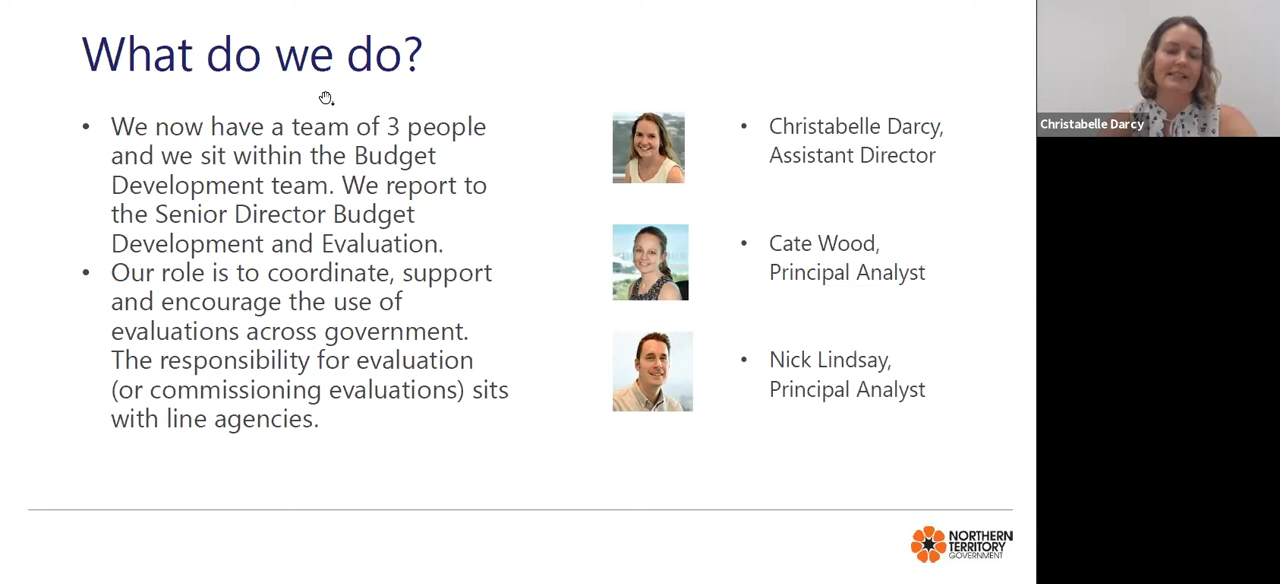 What do we do?
• We now have a team of 3 people
and we sit within the Budget
Development team. We report to
the Senior Director Budget
Development and Evaluation.
• Our role is to coordinate, support
and encourage the use of
evaluations across government.
The responsibility for evaluation
(or commissioning evaluations) sits
with line agencies.
• Christabelle Darcy,
Assistant Director
• Cate Wood,
Principal Analyst
• Nick Lindsay,
Principal Analyst
NORTHERN
TERRITORY
GOVERNMENT
Christabelle Darcy